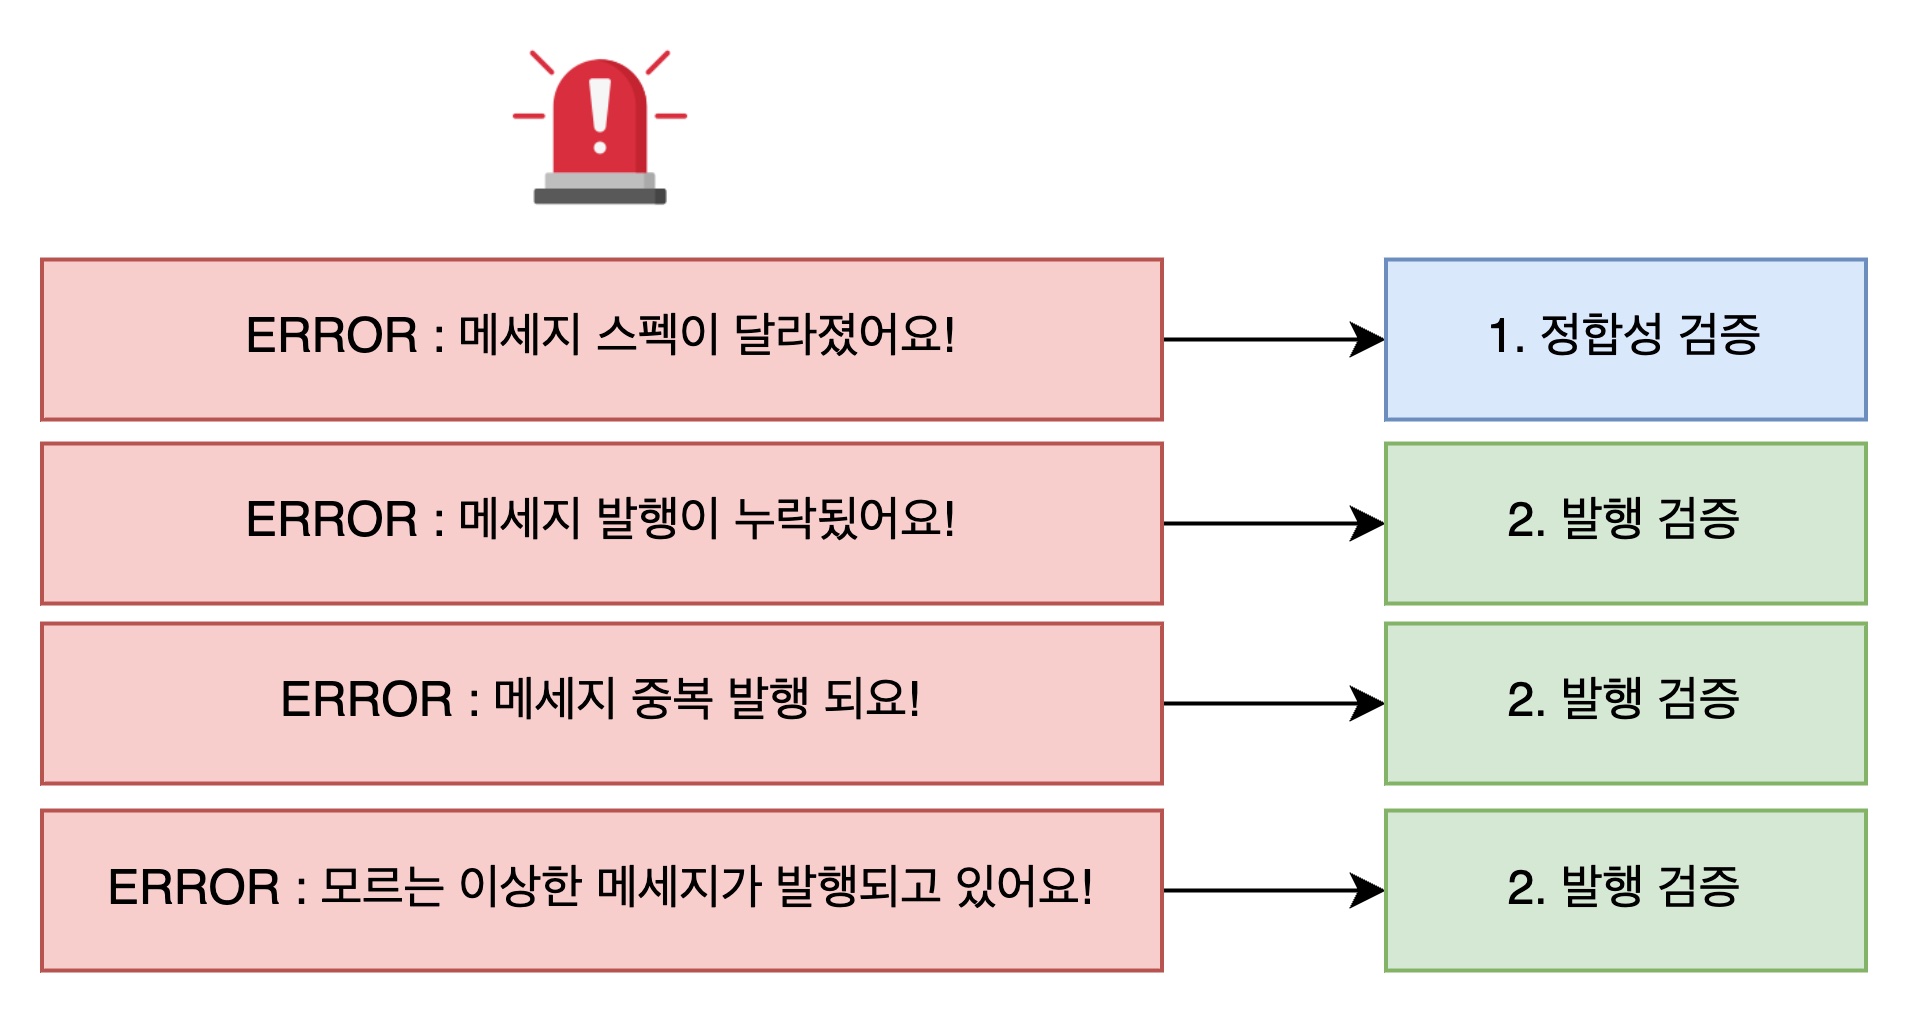 ERROR : 메세지 스펙이 달라졌어요!
1. 정합성 검증
ERROR : 메세지 발행이 누락됬어요!
2. 발행 검증
ERROR : 메세지 중복 발행 되요!
2. 발행 검증
ERROR : 모르는 이상한 메세지가 발행되고 있어요!
2. 발행 검증